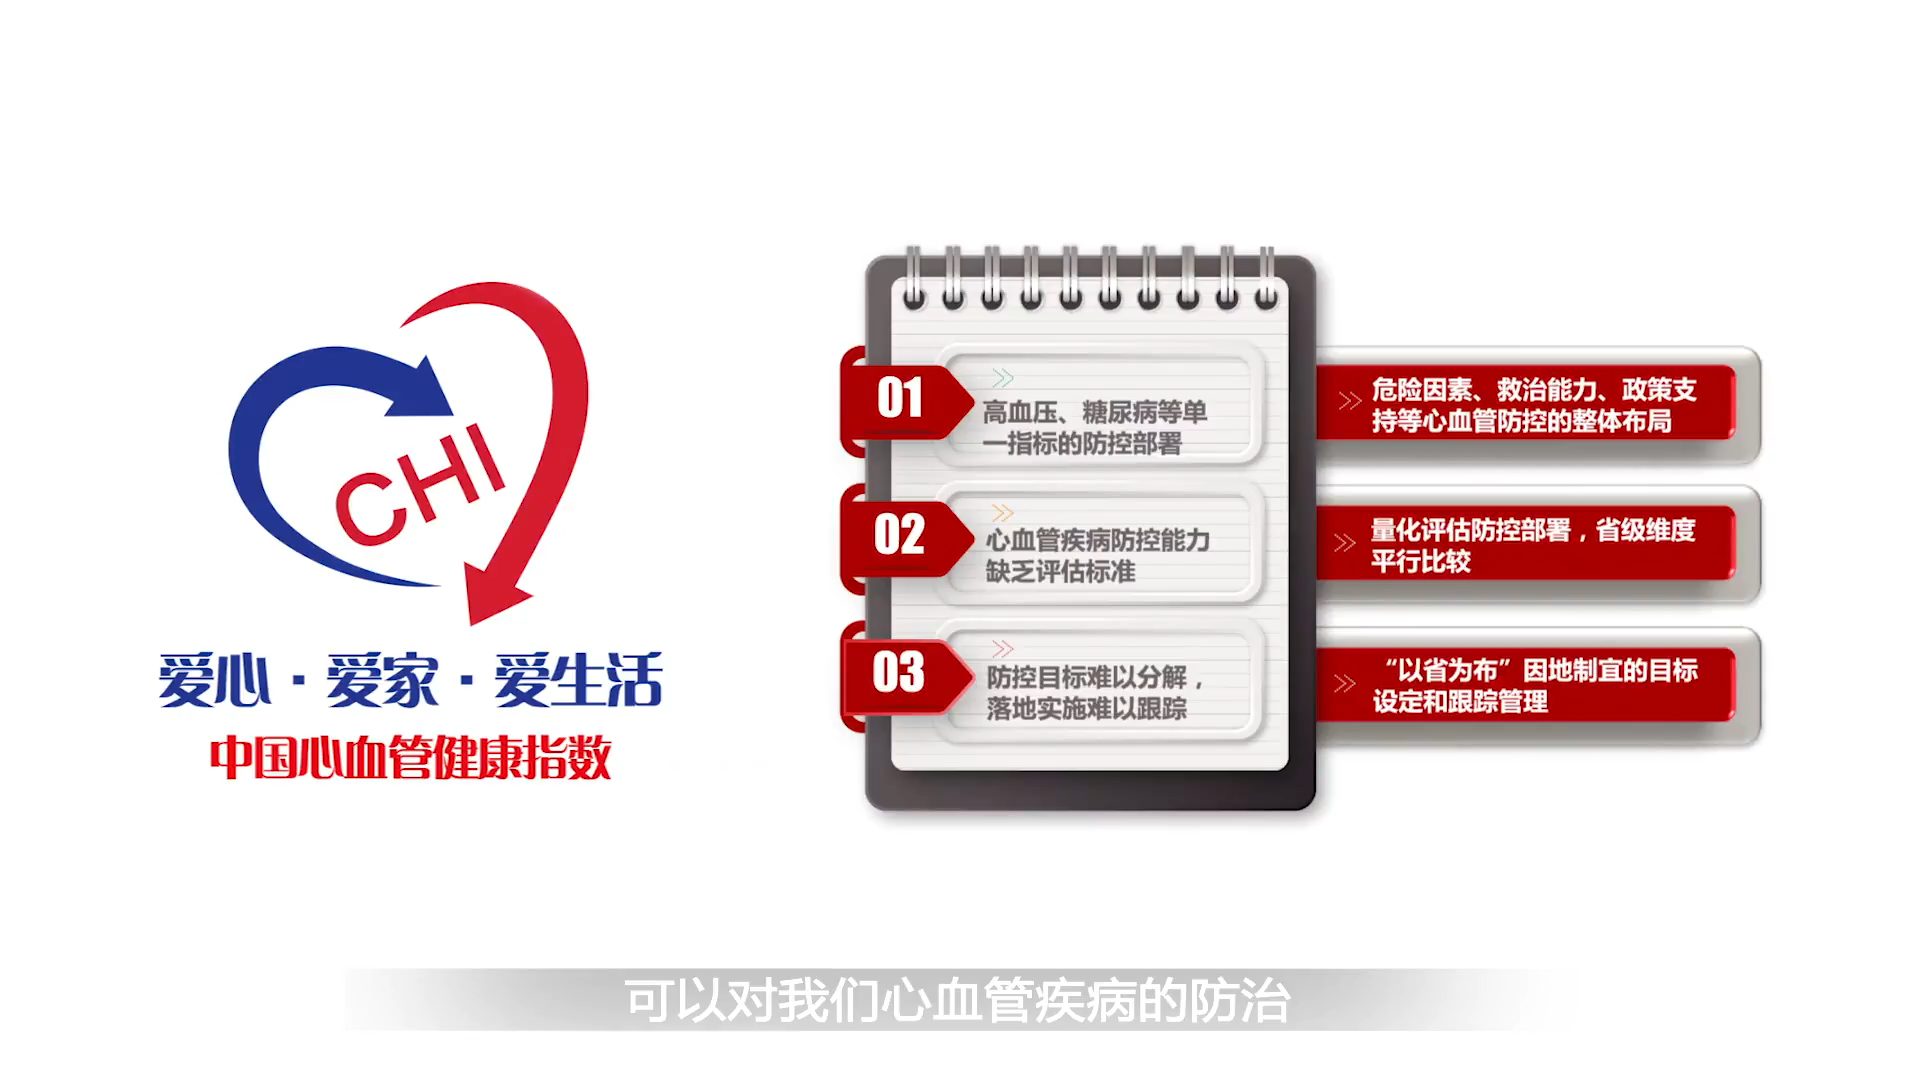 CHI
爱心·爱家·爱生活
中国心血管健康指数
01
高血压、糖尿病等单
一指标的防控部署
危险因素、救治能力、政策支
持等心血管防控的整体布局
02
心血管疾病防控能力
缺乏评估标准
量化评估防控部署，省级维度
平行比较
03
防控目标难以分解，
落地实施难以跟踪
“以省为布”因地制宜的目标
设定和跟踪管理
可以对我们心血管疾病的防治